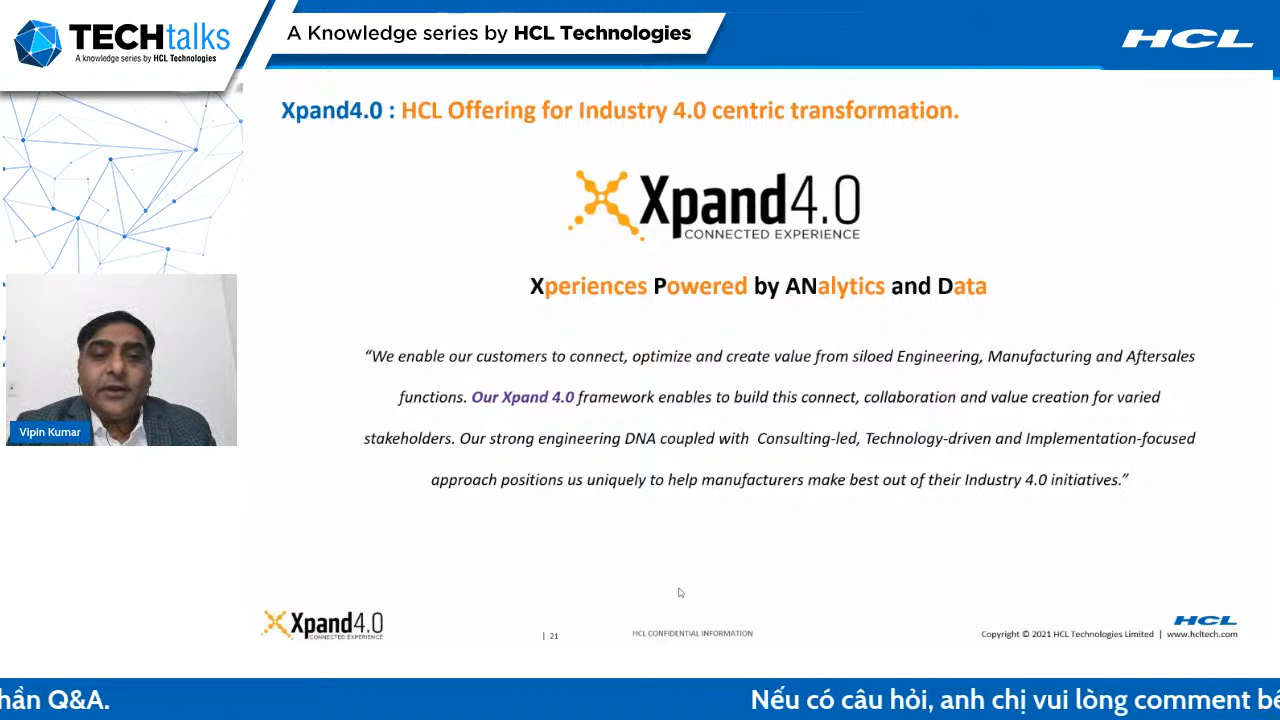 TECHtalks
A knowledge series by HCL Technologies
A Knowledge series by HCL Technologies
HCL
Xpand4.0 : HCL Offering for Industry 4.0 centric transformation.
Xpand4.0
CONNECTED EXPERIENCE
Xperiences Powered by ANalytics and Data
“We enable our customers to connect, optimize and create value from siloed Engineering, Manufacturing and Aftersales
functions. Our Xpand 4.0 framework enables to build this connect, collaboration and value creation for varied
stakeholders. Our strong engineering DNA coupled with Consulting-led, Technology-driven and Implementation-focused
approach positions us uniquely to help manufacturers make best out of their Industry 4.0 initiatives.”
Vipin Kumar
Xpand4.0
CONNECTED EXPERIENCE
| 21
HCL CONFIDENTIAL INFORMATION
HCL
Copyright © 2021 HCL Technologies Limited | www.hcltech.com
hần Q&A.
Nếu có câu hỏi, anh chị vui lòng comment bê